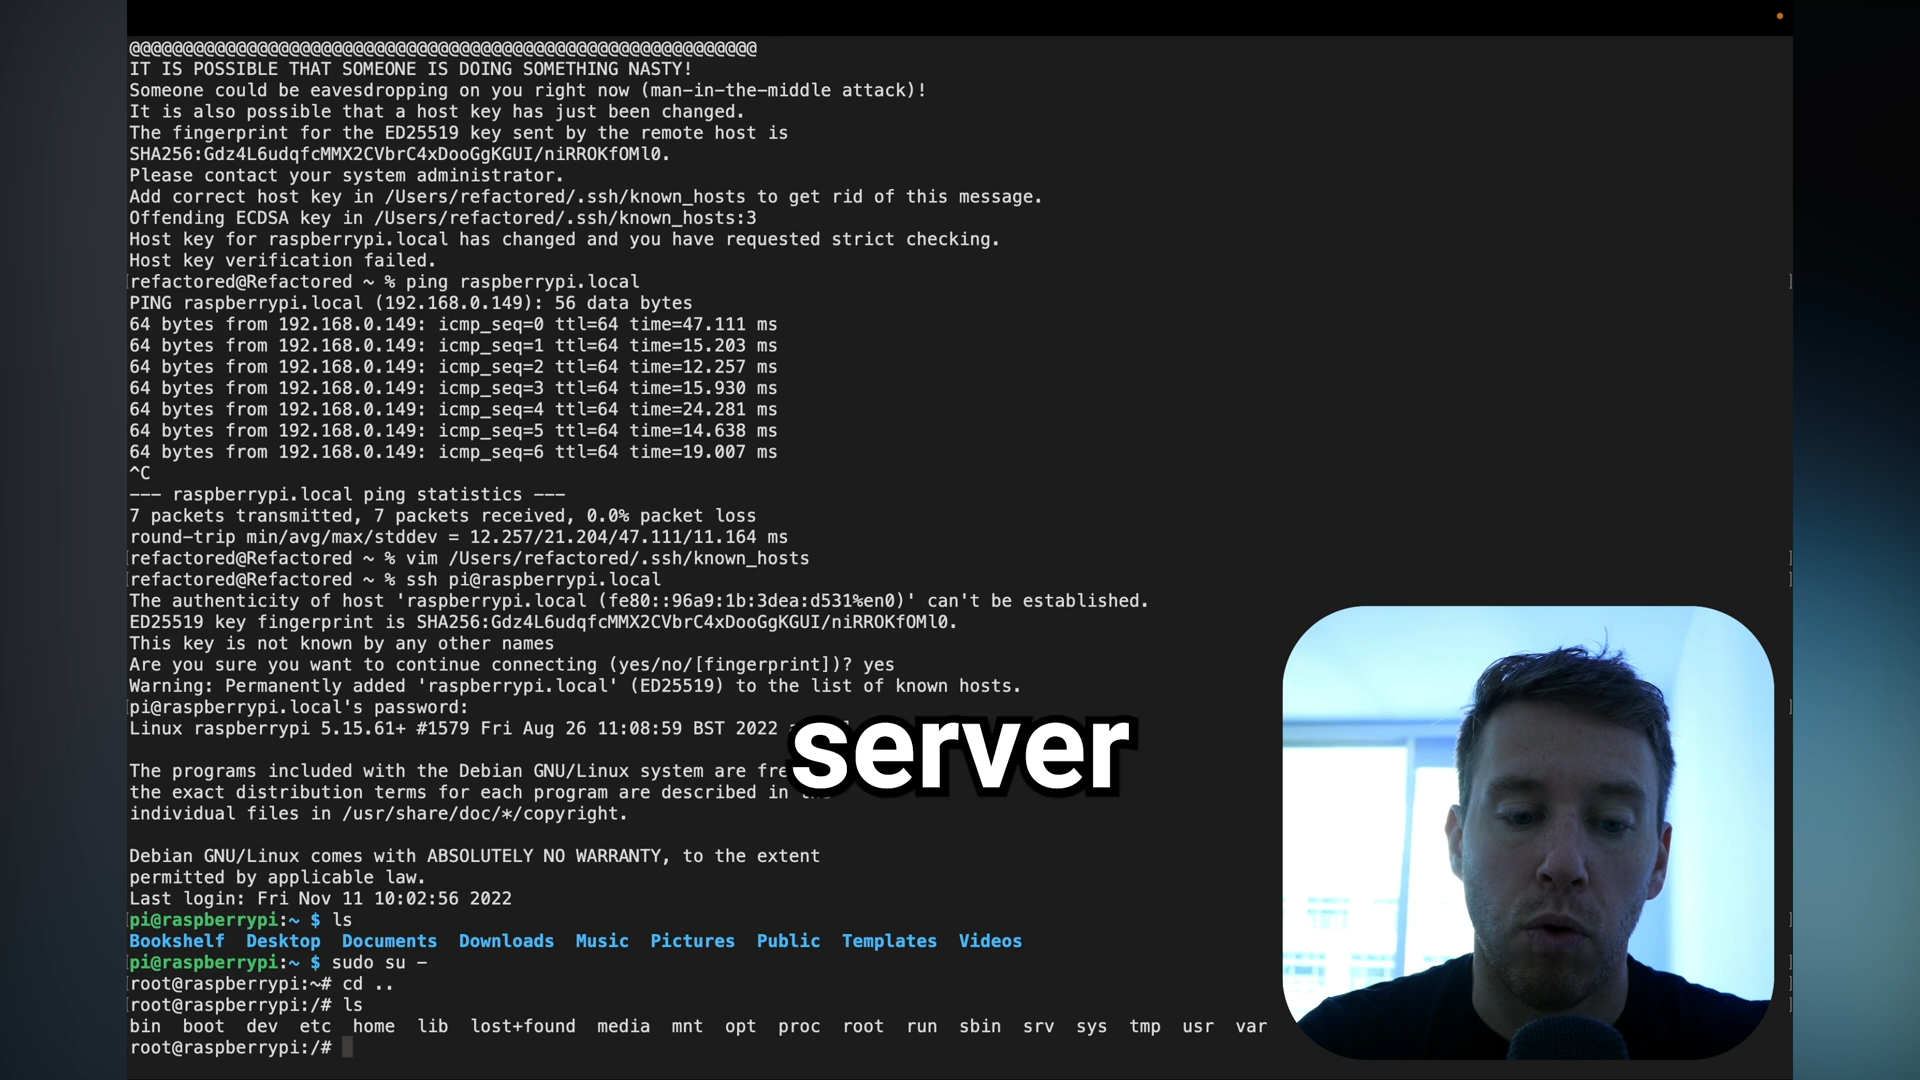 @@@@@@@@@@@@@@@@@@@@@@@@@@@@@@@@@@@@@@@@@@@@@@@@@@@@@@@@@@@
IT IS POSSIBLE THAT SOMEONE IS DOING SOMETHING NASTY!
Someone could be eavesdropping on you right now (man-in-the-middle attack)!
It is also possible that a host key has just been changed.
The fingerprint for the ED25519 key sent by the remote host is
SHA256:Gdz4L6udqfcMMX2CVbrC4xDooGgKGUI/niRROKfOMl0.
Please contact your system administrator.
Add correct host key in /Users/refactored/.ssh/known_hosts to get rid of this message.
Offending ECDSA key in /Users/refactored/.ssh/known_hosts:3
Host key for raspberrypi.local has changed and you have requested strict checking.
Host key verification failed.
[refactored@Refactored ~ % ping raspberrypi.local ]
PING raspberrypi.local (192.168.0.149): 56 data bytes
64 bytes from 192.168.0.149: icmp_seq=0 ttl=64 time=47.111 ms
64 bytes from 192.168.0.149: icmp_seq=1 ttl=64 time=15.203 ms
64 bytes from 192.168.0.149: icmp_seq=2 ttl=64 time=12.257 ms
64 bytes from 192.168.0.149: icmp_seq=3 ttl=64 time=15.930 ms
64 bytes from 192.168.0.149: icmp_seq=4 ttl=64 time=24.281 ms
64 bytes from 192.168.0.149: icmp_seq=5 ttl=64 time=14.638 ms
64 bytes from 192.168.0.149: icmp_seq=6 ttl=64 time=19.007 ms
^C
--- raspberrypi.local ping statistics ---
7 packets transmitted, 7 packets received, 0.0% packet loss
round-trip min/avg/max/stddev = 12.257/21.204/47.111/11.164 ms
[refactored@Refactored ~ % vim /Users/refactored/.ssh/known_hosts ]
[refactored@Refactored ~ % ssh pi@raspberrypi.local ]
The authenticity of host 'raspberrypi.local (fe80::96a9:1b:3dea:d531%en0)' can't be established.
ED25519 key fingerprint is SHA256:Gdz4L6udqfcMMX2CVbrC4xDooGgKGUI/niRROKfOMl0.
This key is not known by any other names
Are you sure you want to continue connecting (yes/no/[fingerprint])? yes
Warning: Permanently added 'raspberrypi.local' (ED25519) to the list of known hosts.
[pi@raspberrypi.local's password: ]
Linux raspberrypi 5.15.61+ #1579 Fri Aug 26 11:08:59 BST 2022
server
The programs included with the Debian GNU/Linux system are
the exact distribution terms for each program are described in
individual files in /usr/share/doc/*/copyright.
Debian GNU/Linux comes with ABSOLUTELY NO WARRANTY, to the extent
permitted by applicable law.
Last login: Fri Nov 11 10:02:56 2022
[pi@raspberrypi:~ $ ls ]
Bookshelf Desktop Documents Downloads Music Pictures Public Templates Videos
[pi@raspberrypi:~ $ sudo su - ]
[root@raspberrypi:~# cd .. ]
[root@raspberrypi:/# ls ]
bin boot dev etc home lib lost+found media mnt opt proc root run sbin srv sys tmp usr var
root@raspberrypi:/#